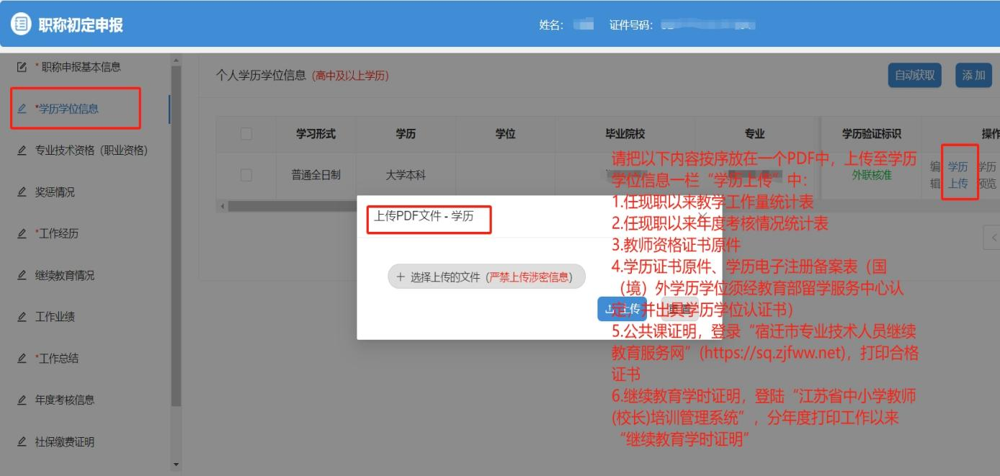 职称初定申报
姓名： 证件号码：
* 职称申报基本信息
*学历学位信息
专业技术资格（职业资格）
奖惩情况
*工作经历
继续教育情况
工作业绩
*工作总结
年度考核信息
社保缴费证明
个人学历学位信息（高中及以上学历）
自动获取 添加
学习形式 学历 学位 毕业院校 专业 学历验证标识 操作
普通全日制 大学本科 外联核准 编辑 学历上传 学历预览
上传PDF文件 - 学历
+ 选择上传的文件（严禁上传涉密信息）
上传 重置
请把以下内容按序放在一个PDF中，上传至学历
学位信息一栏“学历上传”中：
1.任现职以来教学工作量统计表
2.任现职以来年度考核情况统计表
3.教师资格证书原件
4.学历证书原件、学历电子注册备案表（国
（境）外学历学位须经教育部留学服务中心认
定，并出具学历学位认证书）
5.公共课证明，登录“宿迁市专业技术人员继续
教育服务网”(https://sq.zjfww.net)，打印合格
证书
6.继续教育学时证明，登陆“江苏省中小学教师
(校长)培训管理系统”，分年度打印工作以来
“继续教育学时证明”